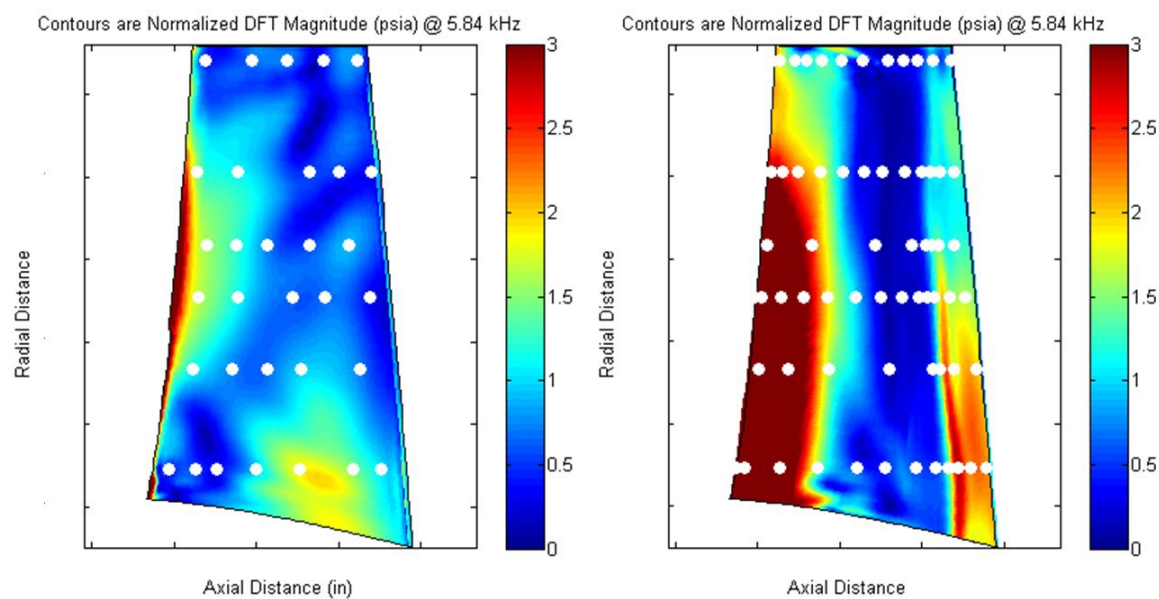 Contours are Normalized DFT Magnitude (psia) @ 5.84 kHz
3
2.5
2
1.5
1
0.5
0
Radial Distance
Axial Distance (in)
Contours are Normalized DFT Magnitude (psia) @ 5.84 kHz
3
2.5
2
1.5
1
0.5
0
Radial Distance
Axial Distance